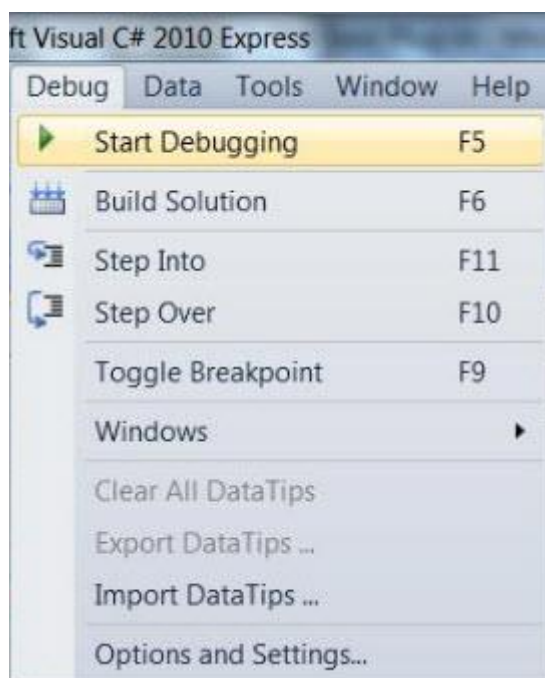 ft Visual C# 2010 Express
Debug Data Tools Window Help
Start Debugging F5
Build Solution F6
Step Into F11
Step Over F10
Toggle Breakpoint F9
Windows
Clear All DataTips
Export DataTips ...
Import DataTips ...
Options and Settings...